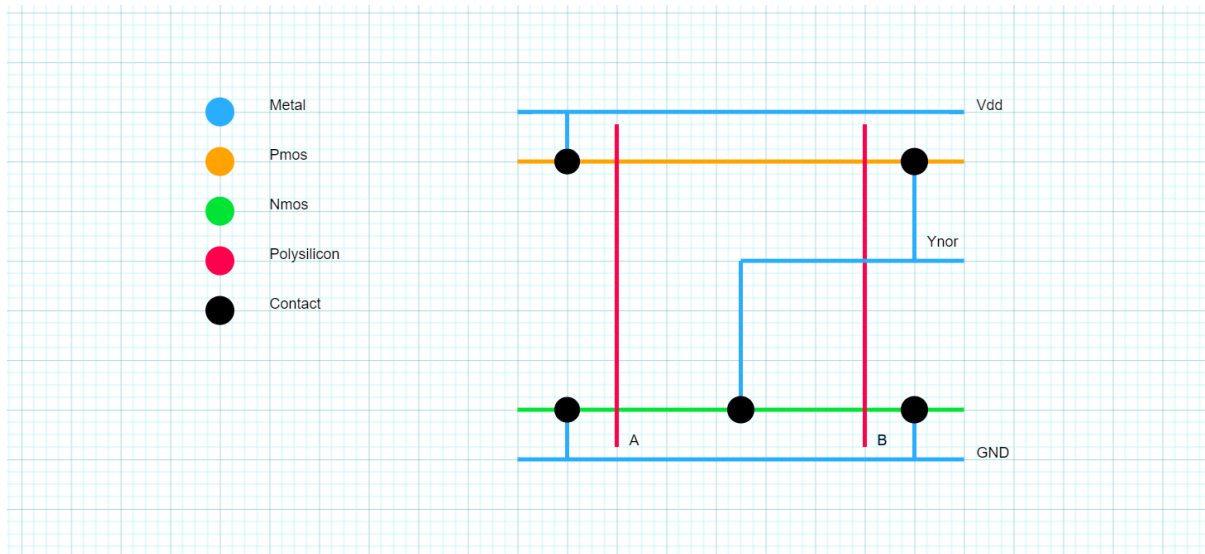 Metal
Pmos
Nmos
Polysilicon
Contact
Vdd
Ynor
A
B
GND